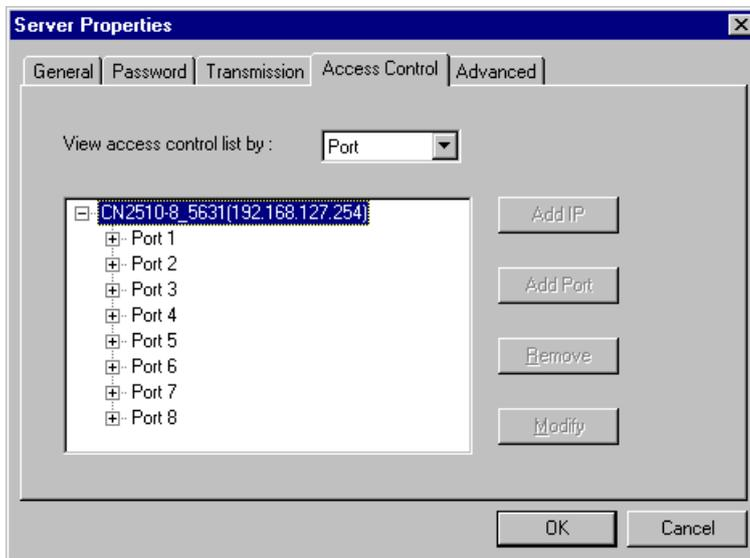 Server Properties
General Password Transmission Access Control Advanced
View access control list by :
Port
CN2510-8_5631(192.168.127.254)
Port 1
Port 2
Port 3
Port 4
Port 5
Port 6
Port 7
Port 8
Add IP
Add Port
Remove
Modify
OK
Cancel